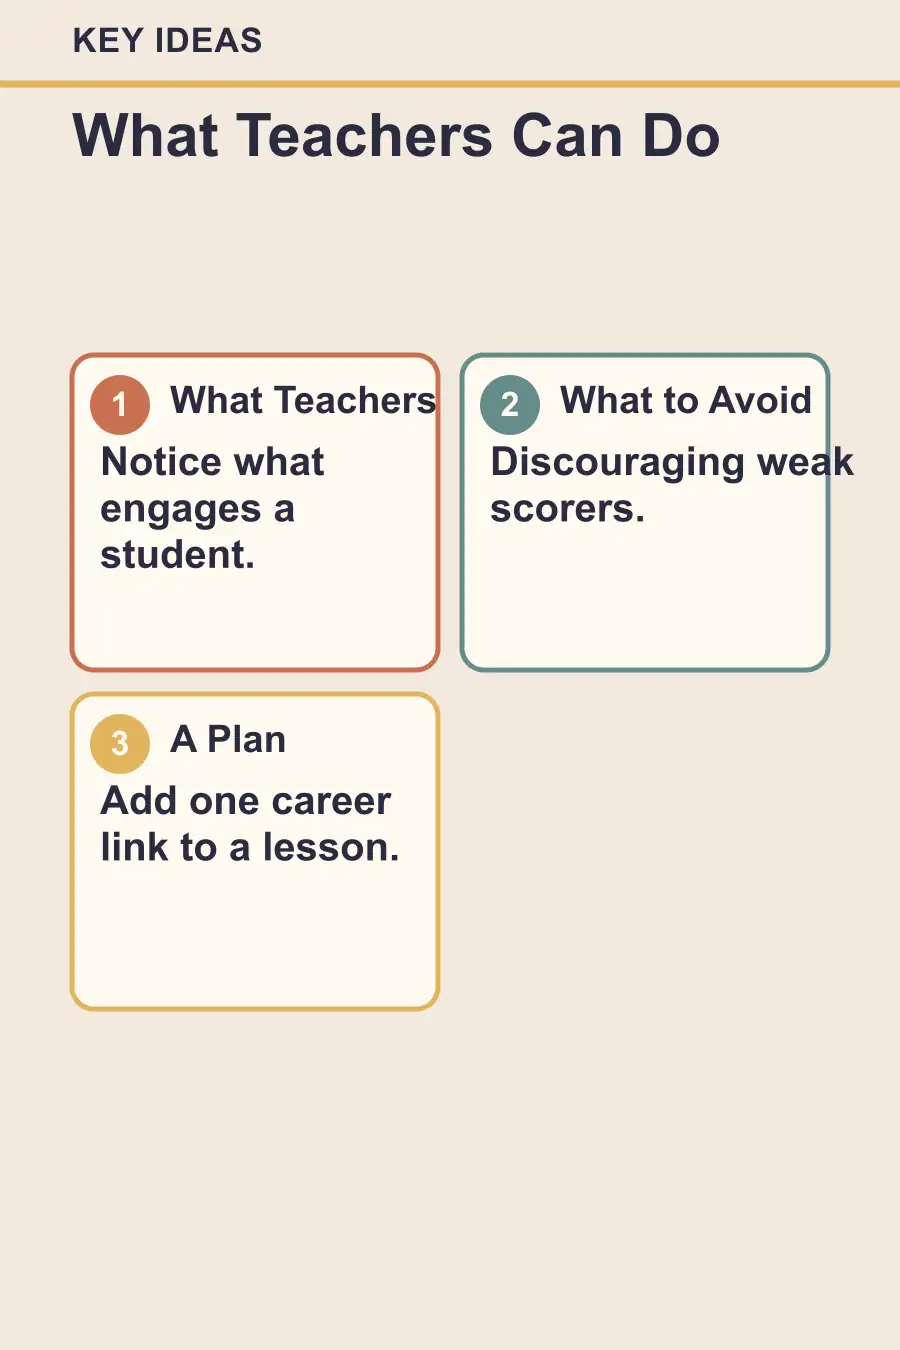 KEY IDEAS
What Teachers Can Do
1 What Teachers
Notice what
engages a
student.
2 What to Avoid
Discouraging weak
scorers.
3 A Plan
Add one career
link to a lesson.